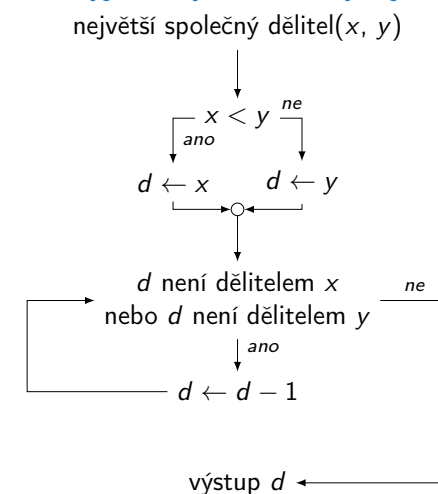 největší společný dělitel(x, y)
x < y
ne
ano
d ← x
d ← y
d není dělitelem x
nebo d není dělitelem y
ne
ano
d ← d − 1
výstup d